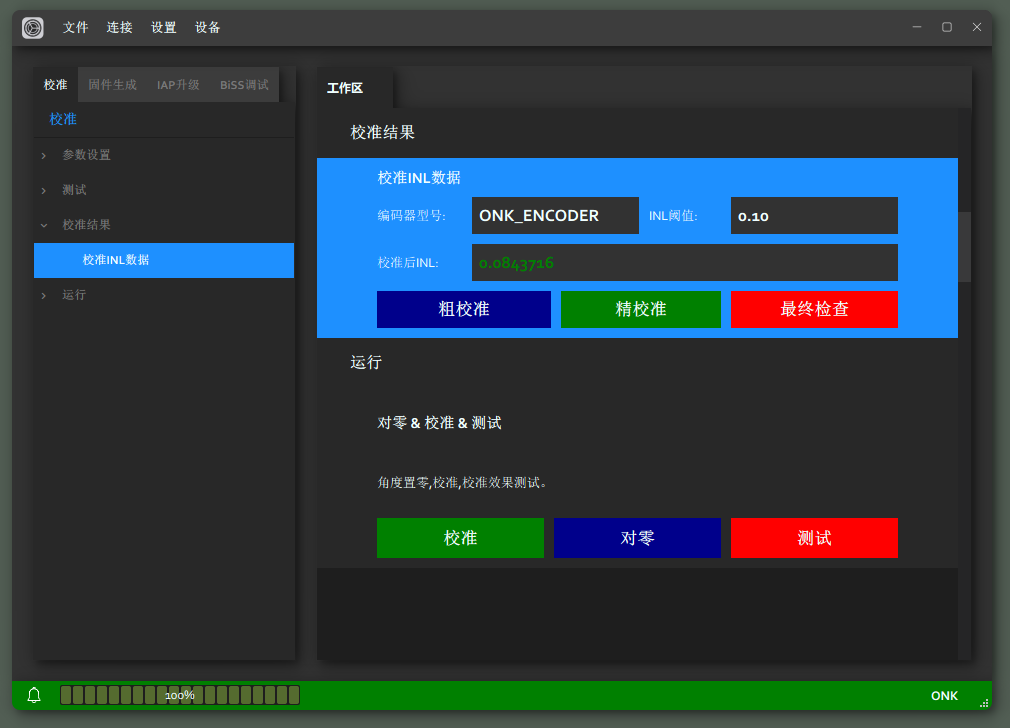 文件 连接 设置 设备
校准 固件生成 IAP升级 BiSS调试
校准
参数设置
测试
校准结果
校准INL数据
运行
工作区
校准结果
校准INL数据
编码器型号: ONK_ENCODER INL阈值: 0.10
校准后INL: 0.0843716
粗校准 精校准 最终检查
运行
对零 & 校准 & 测试
角度置零,校准,校准效果测试。
校准 对零 测试
100% ONK